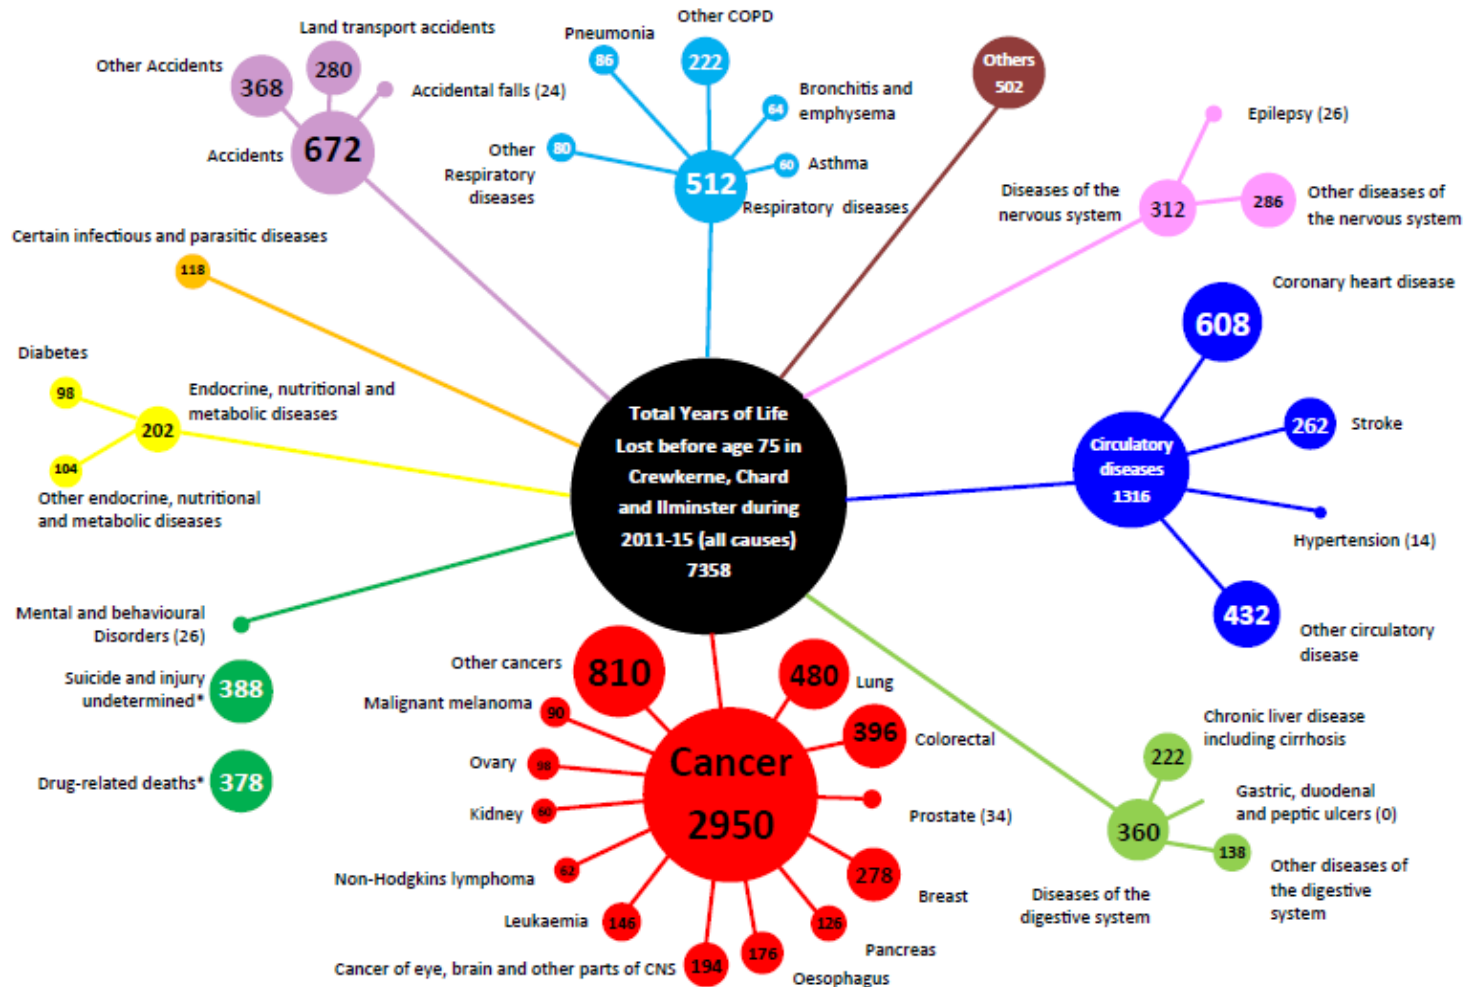 Land transport accidents
Other Accidents
368
280
Accidental falls (24)
Accidents
672
Pneumonia
86
Other COPD
222
Bronchitis and
emphysema
64
Other
Respiratory
diseases
80
Asthma
60
512
Respiratory diseases
Others
502
Epilepsy (26)
Diseases of the
nervous system
312
286
Other diseases of
the nervous system
Certain infectious and parasitic diseases
118
Diabetes
98
Endocrine, nutritional and
metabolic diseases
202
104
Other endocrine, nutritional
and metabolic diseases
Total Years of Life
Lost before age 75 in
Crewkerne, Chard
and Ilminster during
2011-15 (all causes)
7358
Coronary heart disease
608
Circulatory
diseases
1316
262
Stroke
Hypertension (14)
432
Other circulatory
disease
Mental and behavioural
Disorders (26)
Suicide and injury
undetermined*
388
Drug-related deaths*
378
Other cancers
810
480
Lung
Malignant melanoma
90
396
Colorectal
Ovary
98
Cancer
2950
Kidney
60
Prostate (34)
Non-Hodgkins lymphoma
62
278
Breast
Leukaemia
146
126
Pancreas
Cancer of eye, brain and other parts of CNS
194
176
Oesophagus
Chronic liver disease
including cirrhosis
222
Gastric, duodenal
and peptic ulcers (0)
360
138
Other diseases of
the digestive
system
Diseases of the
digestive system